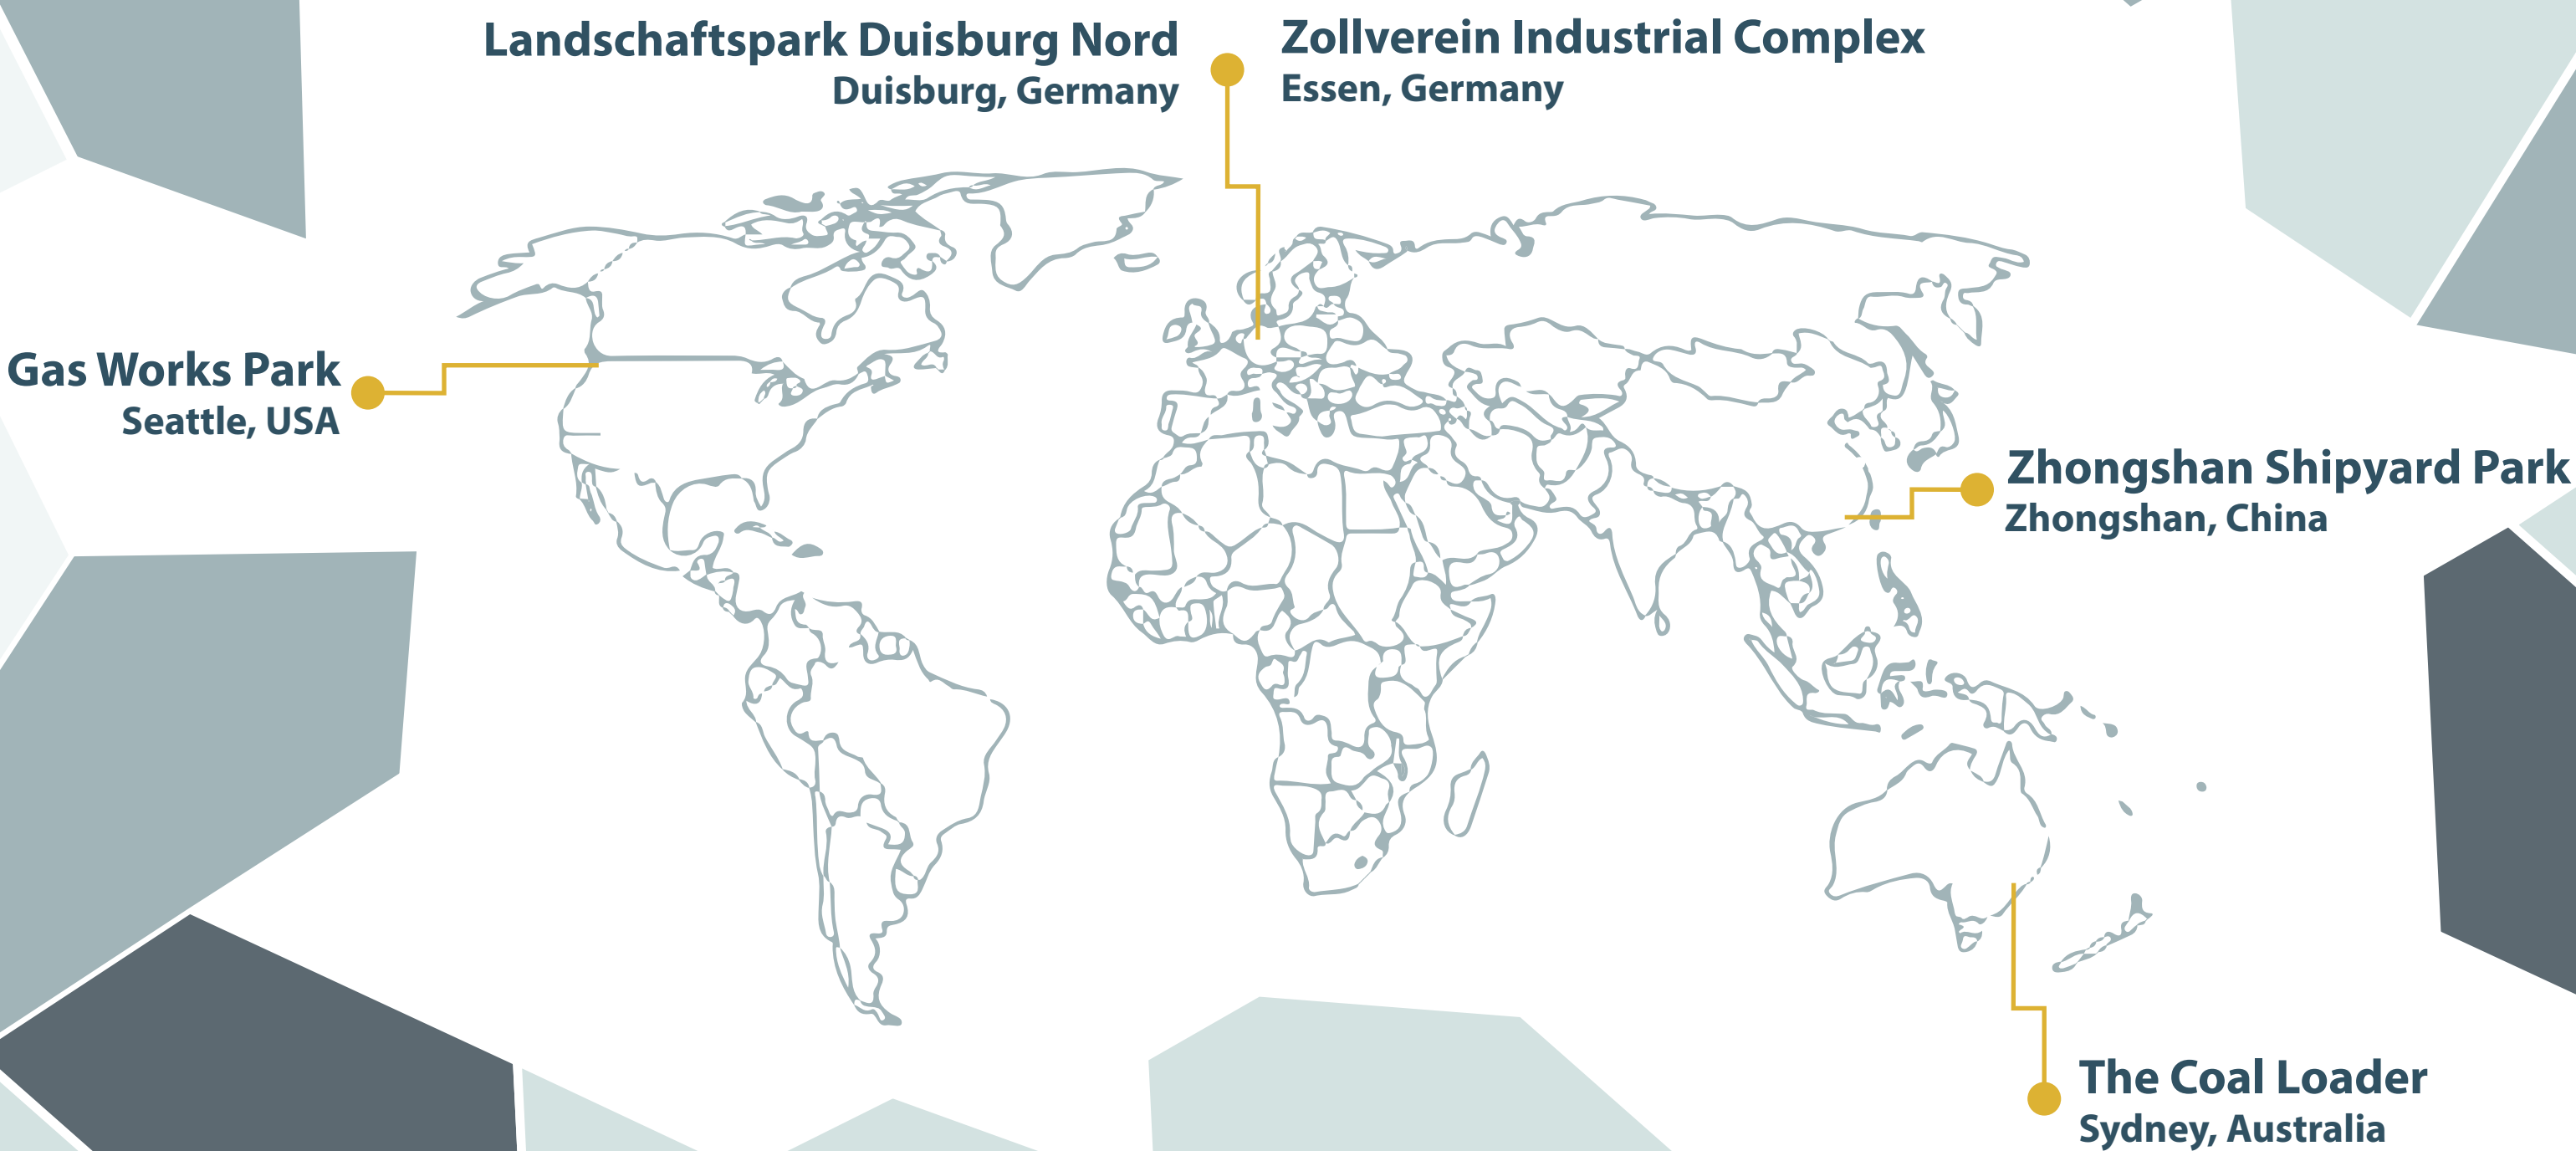 Landschaftspark Duisburg Nord
Duisburg, Germany
Zollverein Industrial Complex
Essen, Germany
Gas Works Park
Seattle, USA
Zhongshan Shipyard Park
Zhongshan, China
The Coal Loader
Sydney, Australia